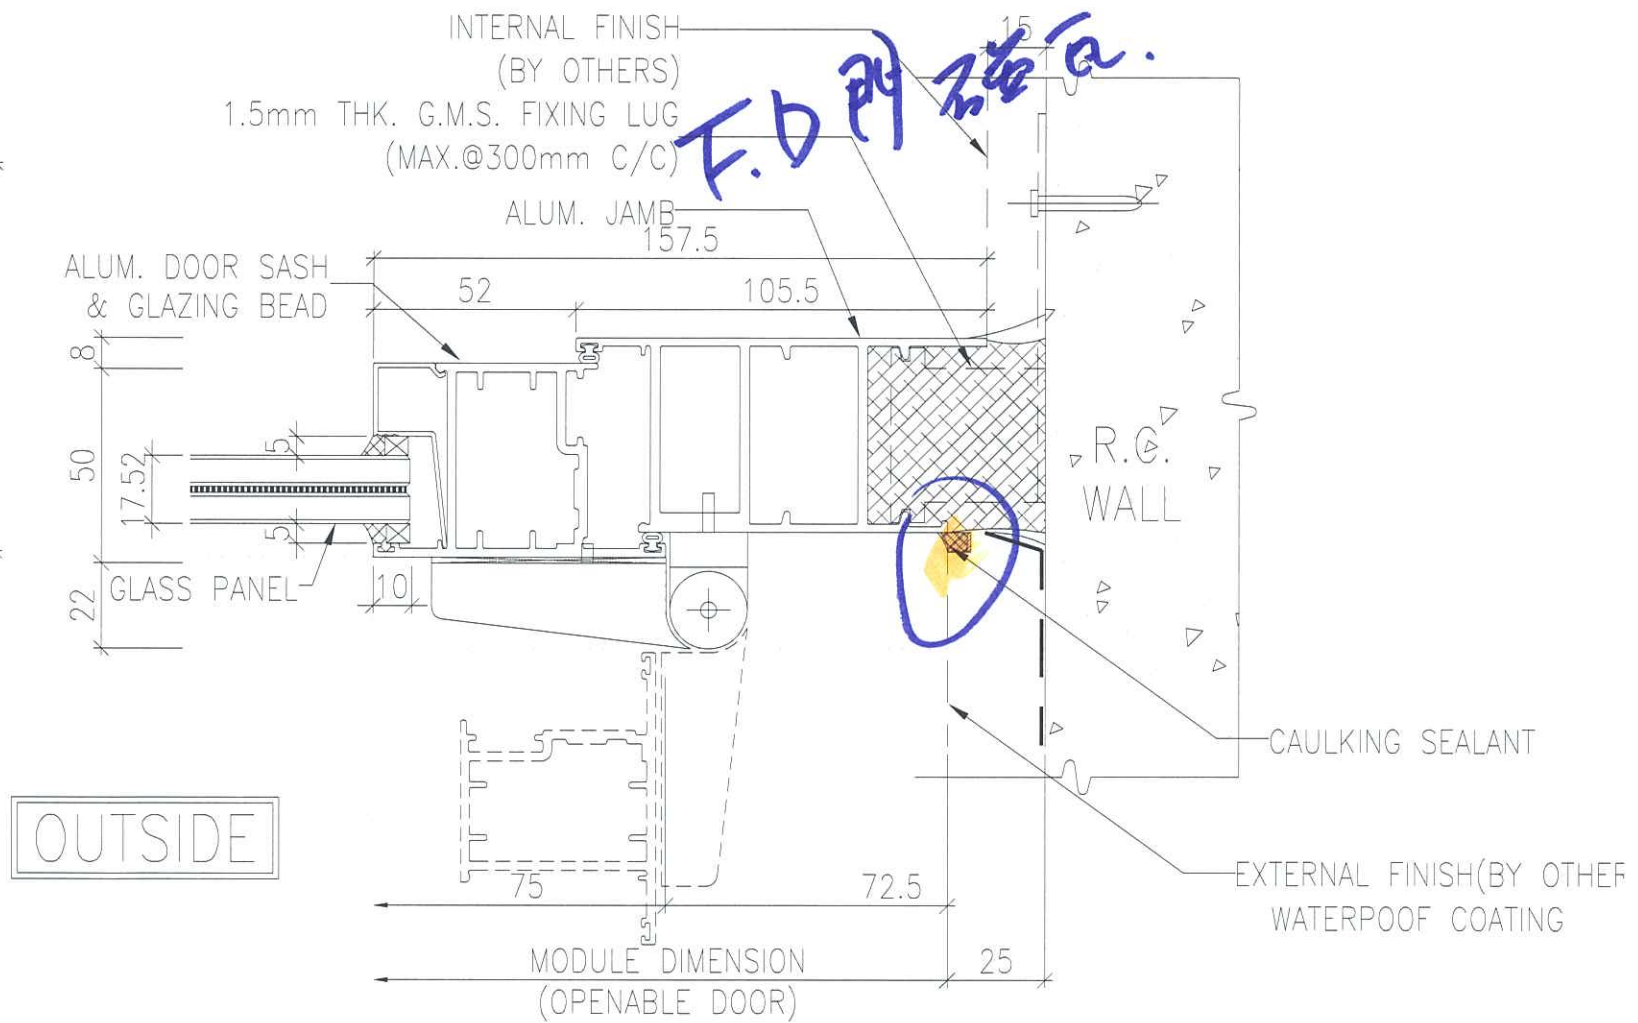 INTERNAL FINISH
(BY OTHERS)
15
F.D 門 磁瓦.
1.5mm THK. G.M.S. FIXING LUG
(MAX.@300mm C/C)
ALUM. JAMB
157.5
ALUM. DOOR SASH
& GLAZING BEAD
52
105.5
8
50
17.52
5
5
R.C.
WALL
GLASS PANEL
10
22
CAULKING SEALANT
OUTSIDE
75
72.5
EXTERNAL FINISH(BY OTHER
WATERPOOF COATING
MODULE DIMENSION
(OPENABLE DOOR)
25